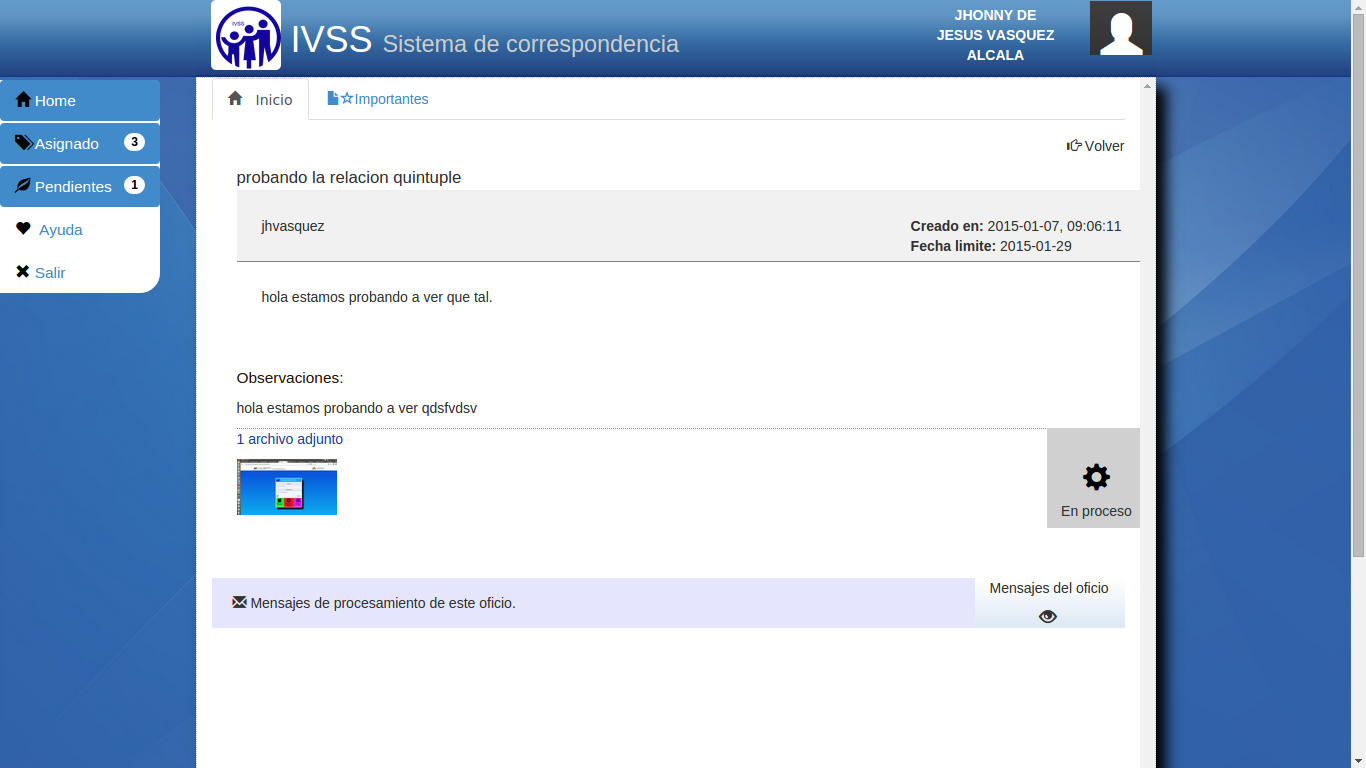 IVSS
IVSS Sistema de correspondencia
JHONNY DE
JESUS VASQUEZ
ALCALA
Home
Asignado 3
Pendientes 1
Ayuda
Salir
Inicio
Importantes
Volver
probando la relacion quintuple
jhvasquez
Creado en: 2015-01-07, 09:06:11
Fecha limite: 2015-01-29
hola estamos probando a ver que tal.
Observaciones:
hola estamos probando a ver qdsfvdsv
1 archivo adjunto
En proceso
Mensajes de procesamiento de este oficio.
Mensajes del oficio